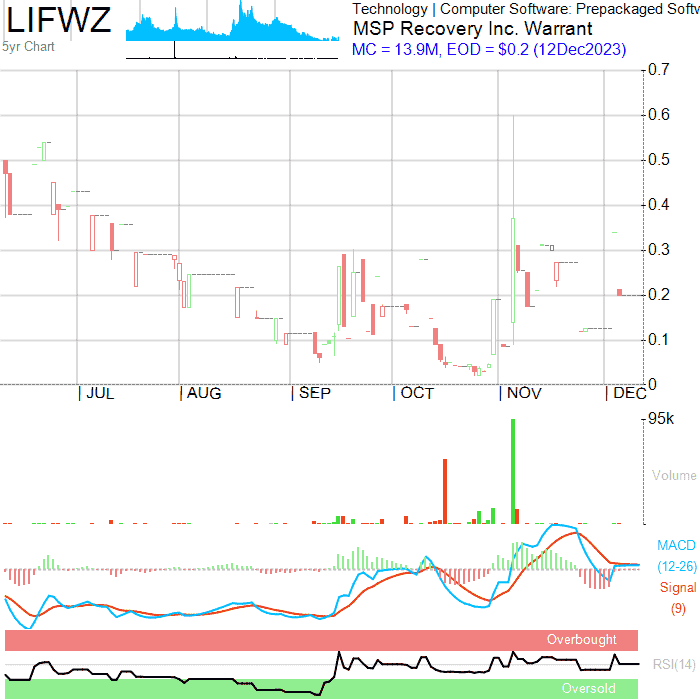 LIFWZ
5yr Chart
Technology | Computer Software: Prepackaged Softw
MSP Recovery Inc. Warrant
MC = 13.9M, EOD = $0.2 (12Dec2023)
0.7
0.6
0.5
0.4
0.3
0.2
0.1
0
JUL
AUG
SEP
OCT
NOV
DEC
95k
Volume
MACD
(12-26)
Signal
(9)
Overbought
RSI(14)
Oversold